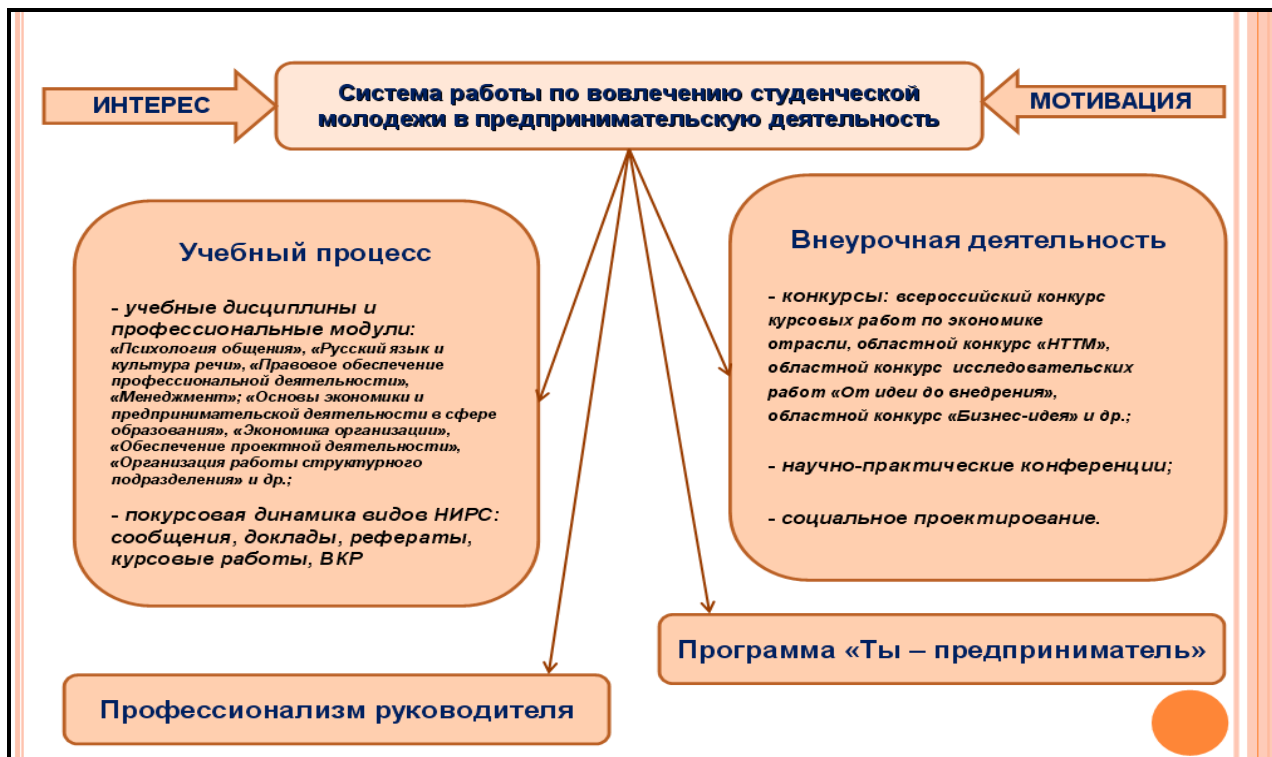 ИНТЕРЕС
Система работы по вовлечению студенческой
молодежи в предпринимательскую деятельность
МОТИВАЦИЯ
Учебный процесс
- учебные дисциплины и
профессиональные модули:
«Психология общения», «Русский язык и
культура речи», «Правовое обеспечение
профессиональной деятельности»,
«Менеджмент»; «Основы экономики и
предпринимательской деятельности в сфере
образования», «Экономика организации»,
«Обеспечение проектной деятельности»,
«Организация работы структурного
подразделения» и др.;
- покурсовая динамика видов НИРС:
сообщения, доклады, рефераты,
курсовые работы, ВКР
Внеурочная деятельность
- конкурсы: всероссийский конкурс
курсовых работ по экономике
отрасли, областной конкурс «НТТМ»,
областной конкурс исследовательских
работ «От идеи до внедрения»,
областной конкурс «Бизнес-идея» и др.;
- научно-практические конференции;
- социальное проектирование.
Программа «Ты – предприниматель»
Профессионализм руководителя